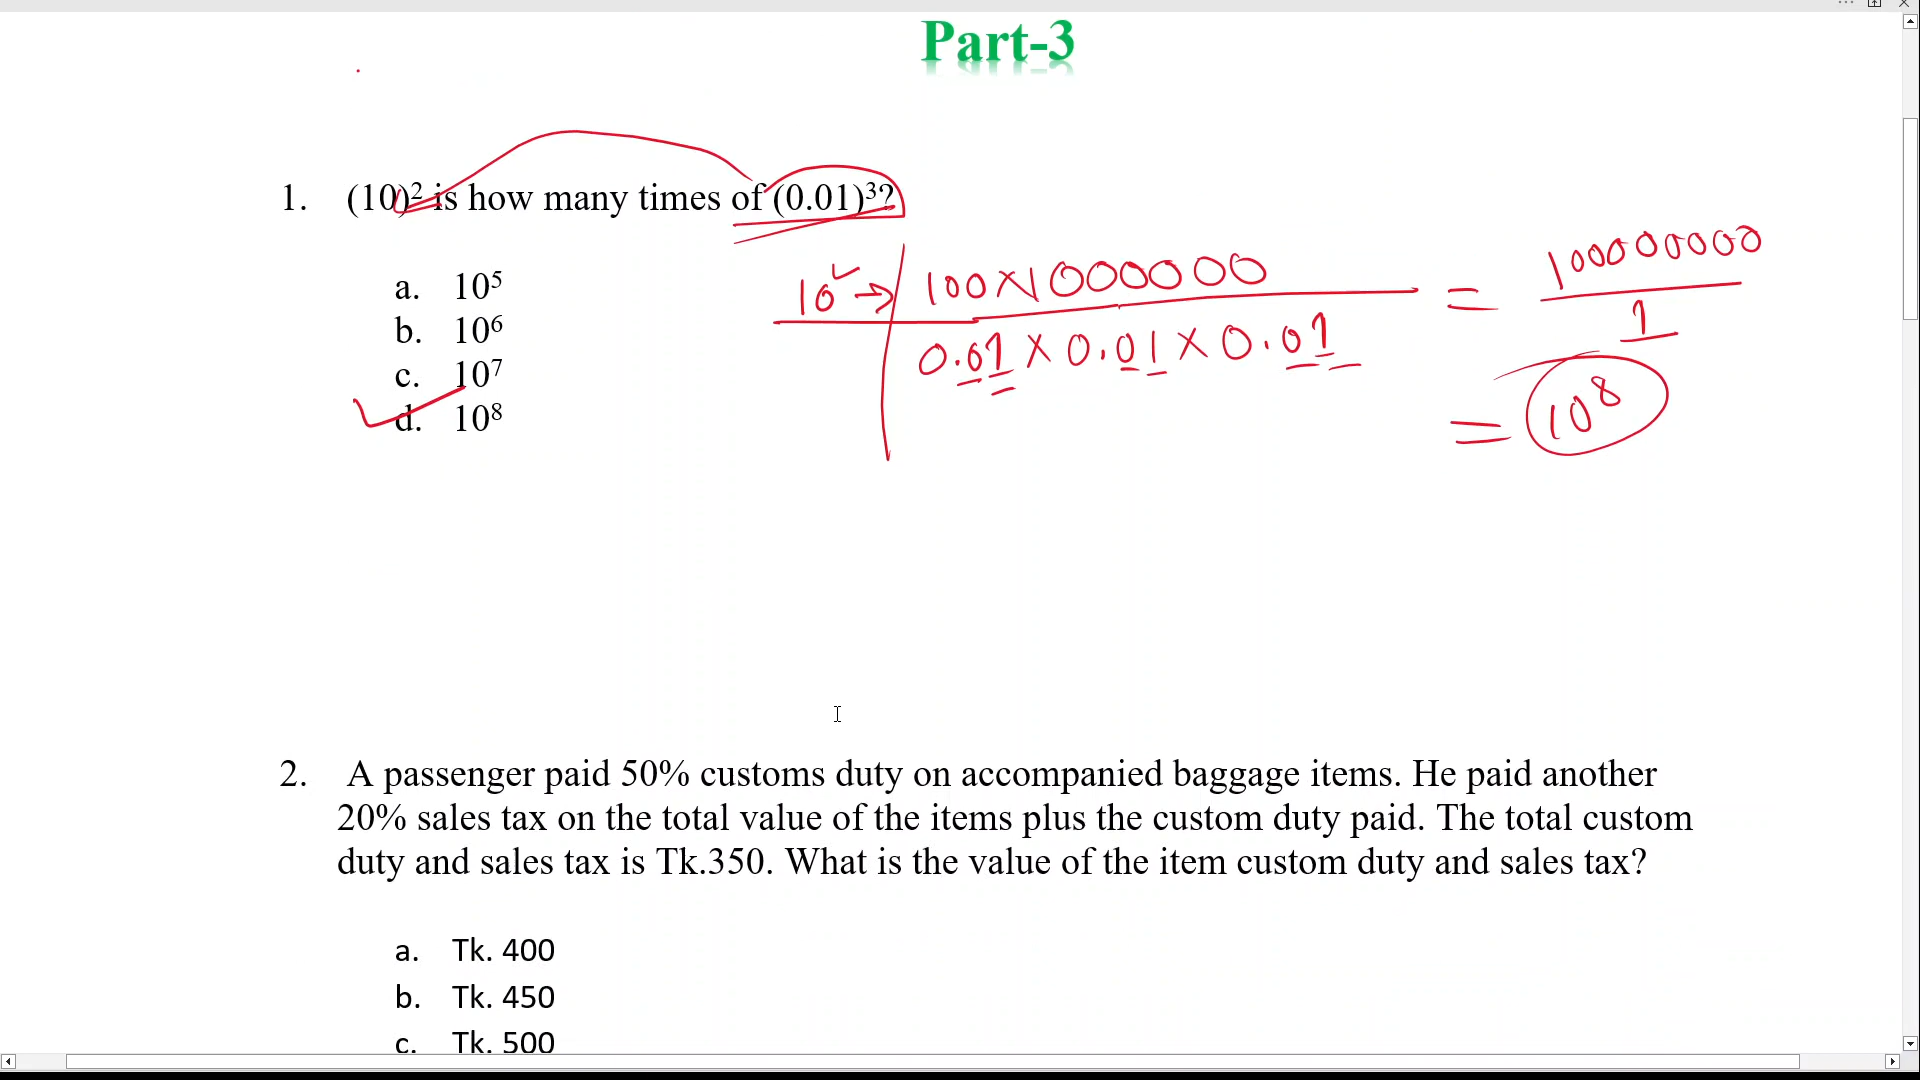 Part-3
1. (10)² is how many times of (0.01)³?
a. 10⁵
b. 10⁶
c. 10⁷
d. 10⁸
10² → 100×1000000 = 100000000
0.01 × 0.01 × 0.01 1
= 10⁸
2. A passenger paid 50% customs duty on accompanied baggage items. He paid another
20% sales tax on the total value of the items plus the custom duty paid. The total custom
duty and sales tax is Tk.350. What is the value of the item custom duty and sales tax?
a. Tk. 400
b. Tk. 450
c. Tk. 500